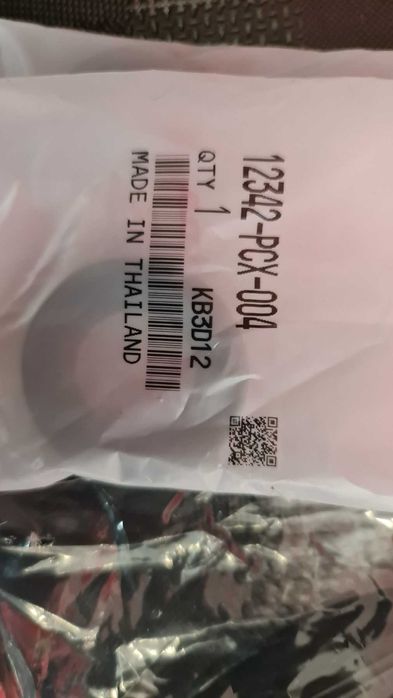 12342-PCX-004
QTY 1 KB3D12
MADE IN THAILAND